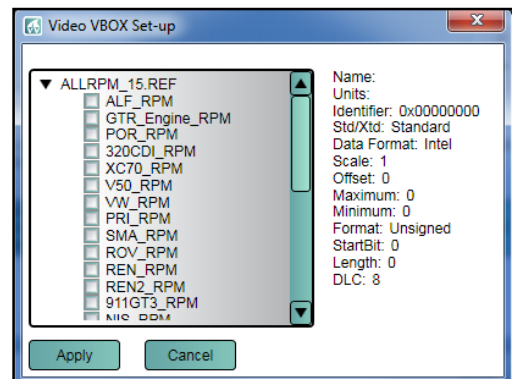 Video VBOX Set-up
ALLRPM_15.REF
ALF_RPM
GTR_Engine_RPM
POR_RPM
320CDI_RPM
XC70_RPM
V50_RPM
VW_RPM
PRI_RPM
SMA_RPM
ROV_RPM
REN_RPM
REN2_RPM
911GT3_RPM
NIS_RPM
Name:
Units:
Identifier: 0x00000000
Std/Xtd: Standard
Data Format: Intel
Scale: 1
Offset: 0
Maximum: 0
Minimum: 0
Format: Unsigned
StartBit: 0
Length: 0
DLC: 8
Apply
Cancel